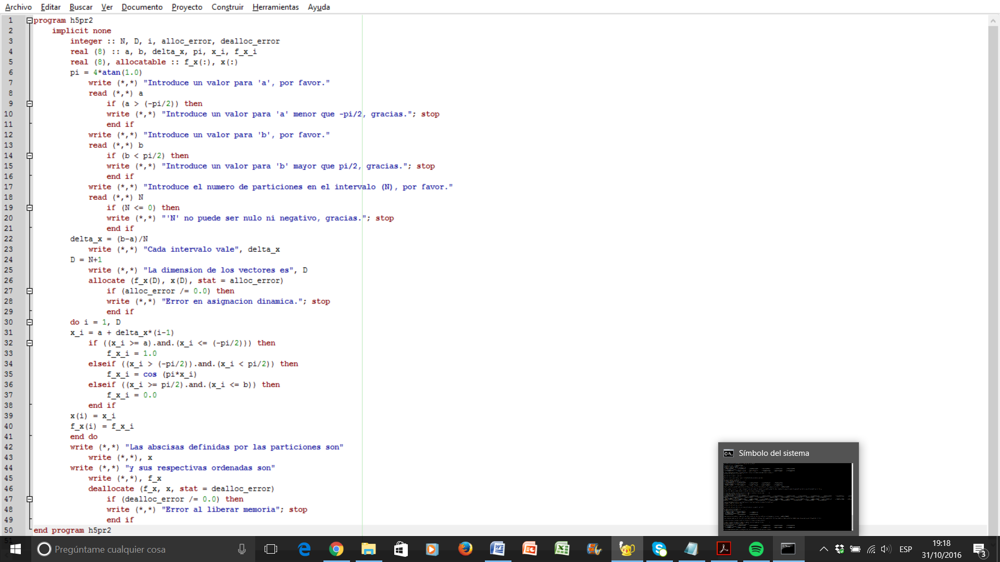 Archivo Editar Buscar Ver Documento Proyecto Construir Herramientas Ayuda
1 program h5pr2
2 implicit none
3 integer :: N, D, i, alloc_error, dealloc_error
4 real (8) :: a, b, delta_x, pi, x_i, f_x_i
5 real (8), allocatable :: f_x(:), x(:)
6 pi = 4*atan(1.0)
7 write (*,*) "Introduce un valor para 'a', por favor."
8 read (*,*) a
9 if (a > (-pi/2)) then
10 write (*,*) "Introduce un valor para 'a' menor que -pi/2, gracias."; stop
11 end if
12 write (*,*) "Introduce un valor para 'b', por favor."
13 read (*,*) b
14 if (b < pi/2) then
15 write (*,*) "Introduce un valor para 'b' mayor que pi/2, gracias."; stop
16 end if
17 write (*,*) "Introduce el numero de particiones en el intervalo (N), por favor."
18 read (*,*) N
19 if (N <= 0) then
20 write (*,*) "'N' no puede ser nulo ni negativo, gracias."; stop
21 end if
22 delta_x = (b-a)/N
23 write (*,*) "Cada intervalo vale", delta_x
24 D = N+1
25 write (*,*) "La dimension de los vectores es", D
26 allocate (f_x(D), x(D), stat = alloc_error)
27 if (alloc_error /= 0.0) then
28 write (*,*) "Error en asignacion dinamica."; stop
29 end if
30 do i = 1, D
31 x_i = a + delta_x*(i-1)
32 if ((x_i >= a).and.(x_i <= (-pi/2))) then
33 f_x_i = 1.0
34 elseif ((x_i > (-pi/2)).and.(x_i < pi/2)) then
35 f_x_i = cos (pi*x_i)
36 elseif ((x_i >= pi/2).and.(x_i <= b)) then
37 f_x_i = 0.0
38 end if
39 x(i) = x_i
40 f_x(i) = f_x_i
41 end do
42 write (*,*) "Las abscisas definidas por las particiones son"
43 write (*,*), x
44 write (*,*) "y sus respectivas ordenadas son"
45 write (*,*), f_x
46 deallocate (f_x, x, stat = dealloc_error)
47 if (dealloc_error /= 0.0) then
48 write (*,*) "Error al liberar memoria"; stop
49 end if
50 end program h5pr2
51
Símbolo del sistema
Pregúntame cualquier cosa
ESP
19:18
31/10/2016
3